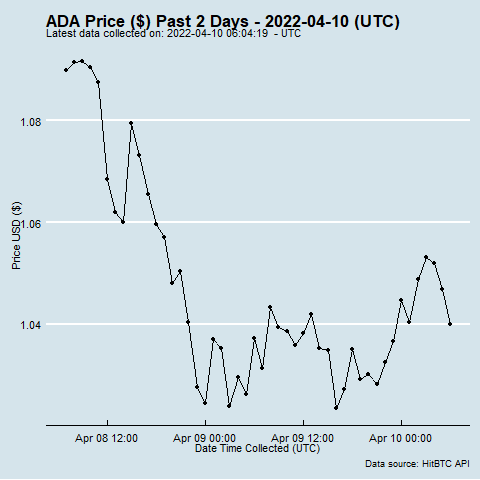 ADA Price ($) Past 2 Days - 2022-04-10 (UTC)
Latest data collected on: 2022-04-10 06:04:19 - UTC
1.08
1.06
1.04
Price USD ($)
Apr 08 12:00 Apr 09 00:00 Apr 09 12:00 Apr 10 00:00
Date Time Collected (UTC)
Data source: HitBTC API